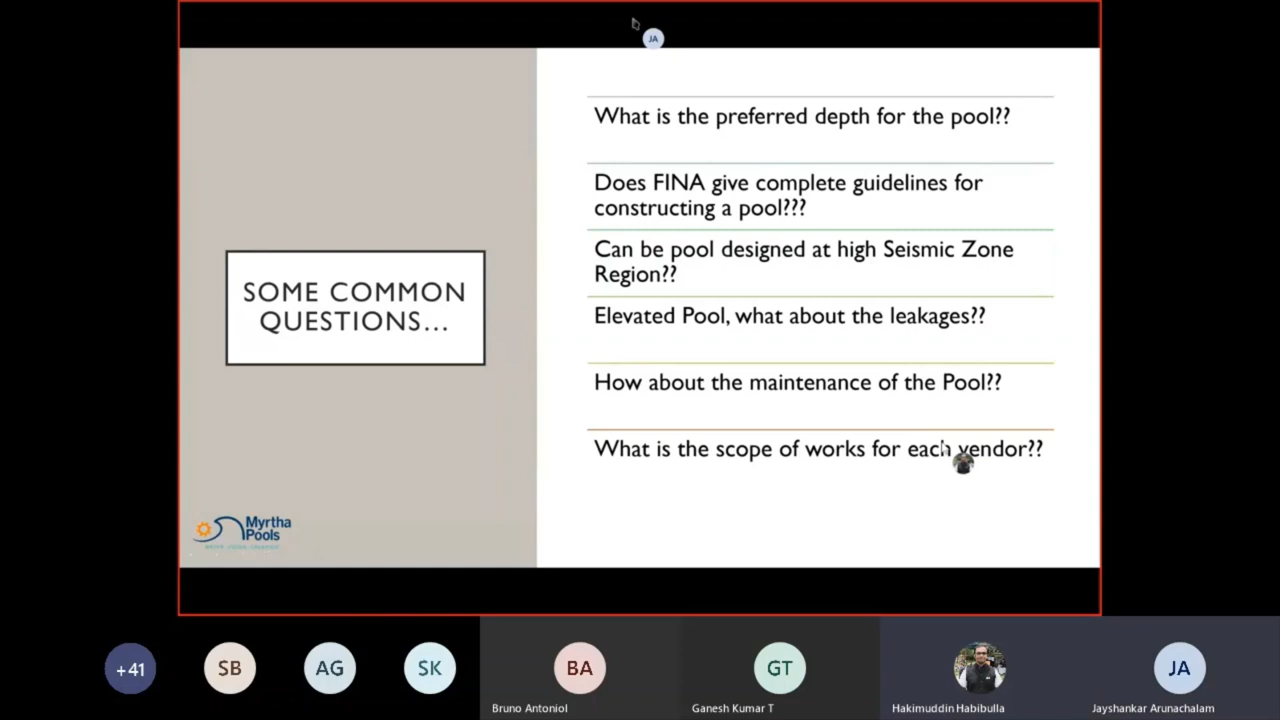 JA
What is the preferred depth for the pool??
Does FINA give complete guidelines for
constructing a pool???
Can be pool designed at high Seismic Zone
Region??
Elevated Pool, what about the leakages??
How about the maintenance of the Pool??
What is the scope of works for each vendor??
SOME COMMON
QUESTIONS...
Myrtha
Pools
+41
SB
AG
SK
BA
GT
JA
Bruno Antoniol
Ganesh Kumar T
Hakimuddin Habibulla
Jayshankar Arunachalam